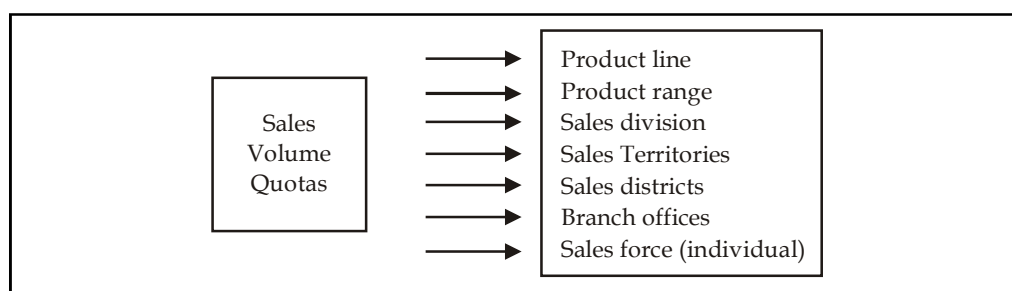 Sales
Volume
Quotas
Product line
Product range
Sales division
Sales Territories
Sales districts
Branch offices
Sales force (individual)